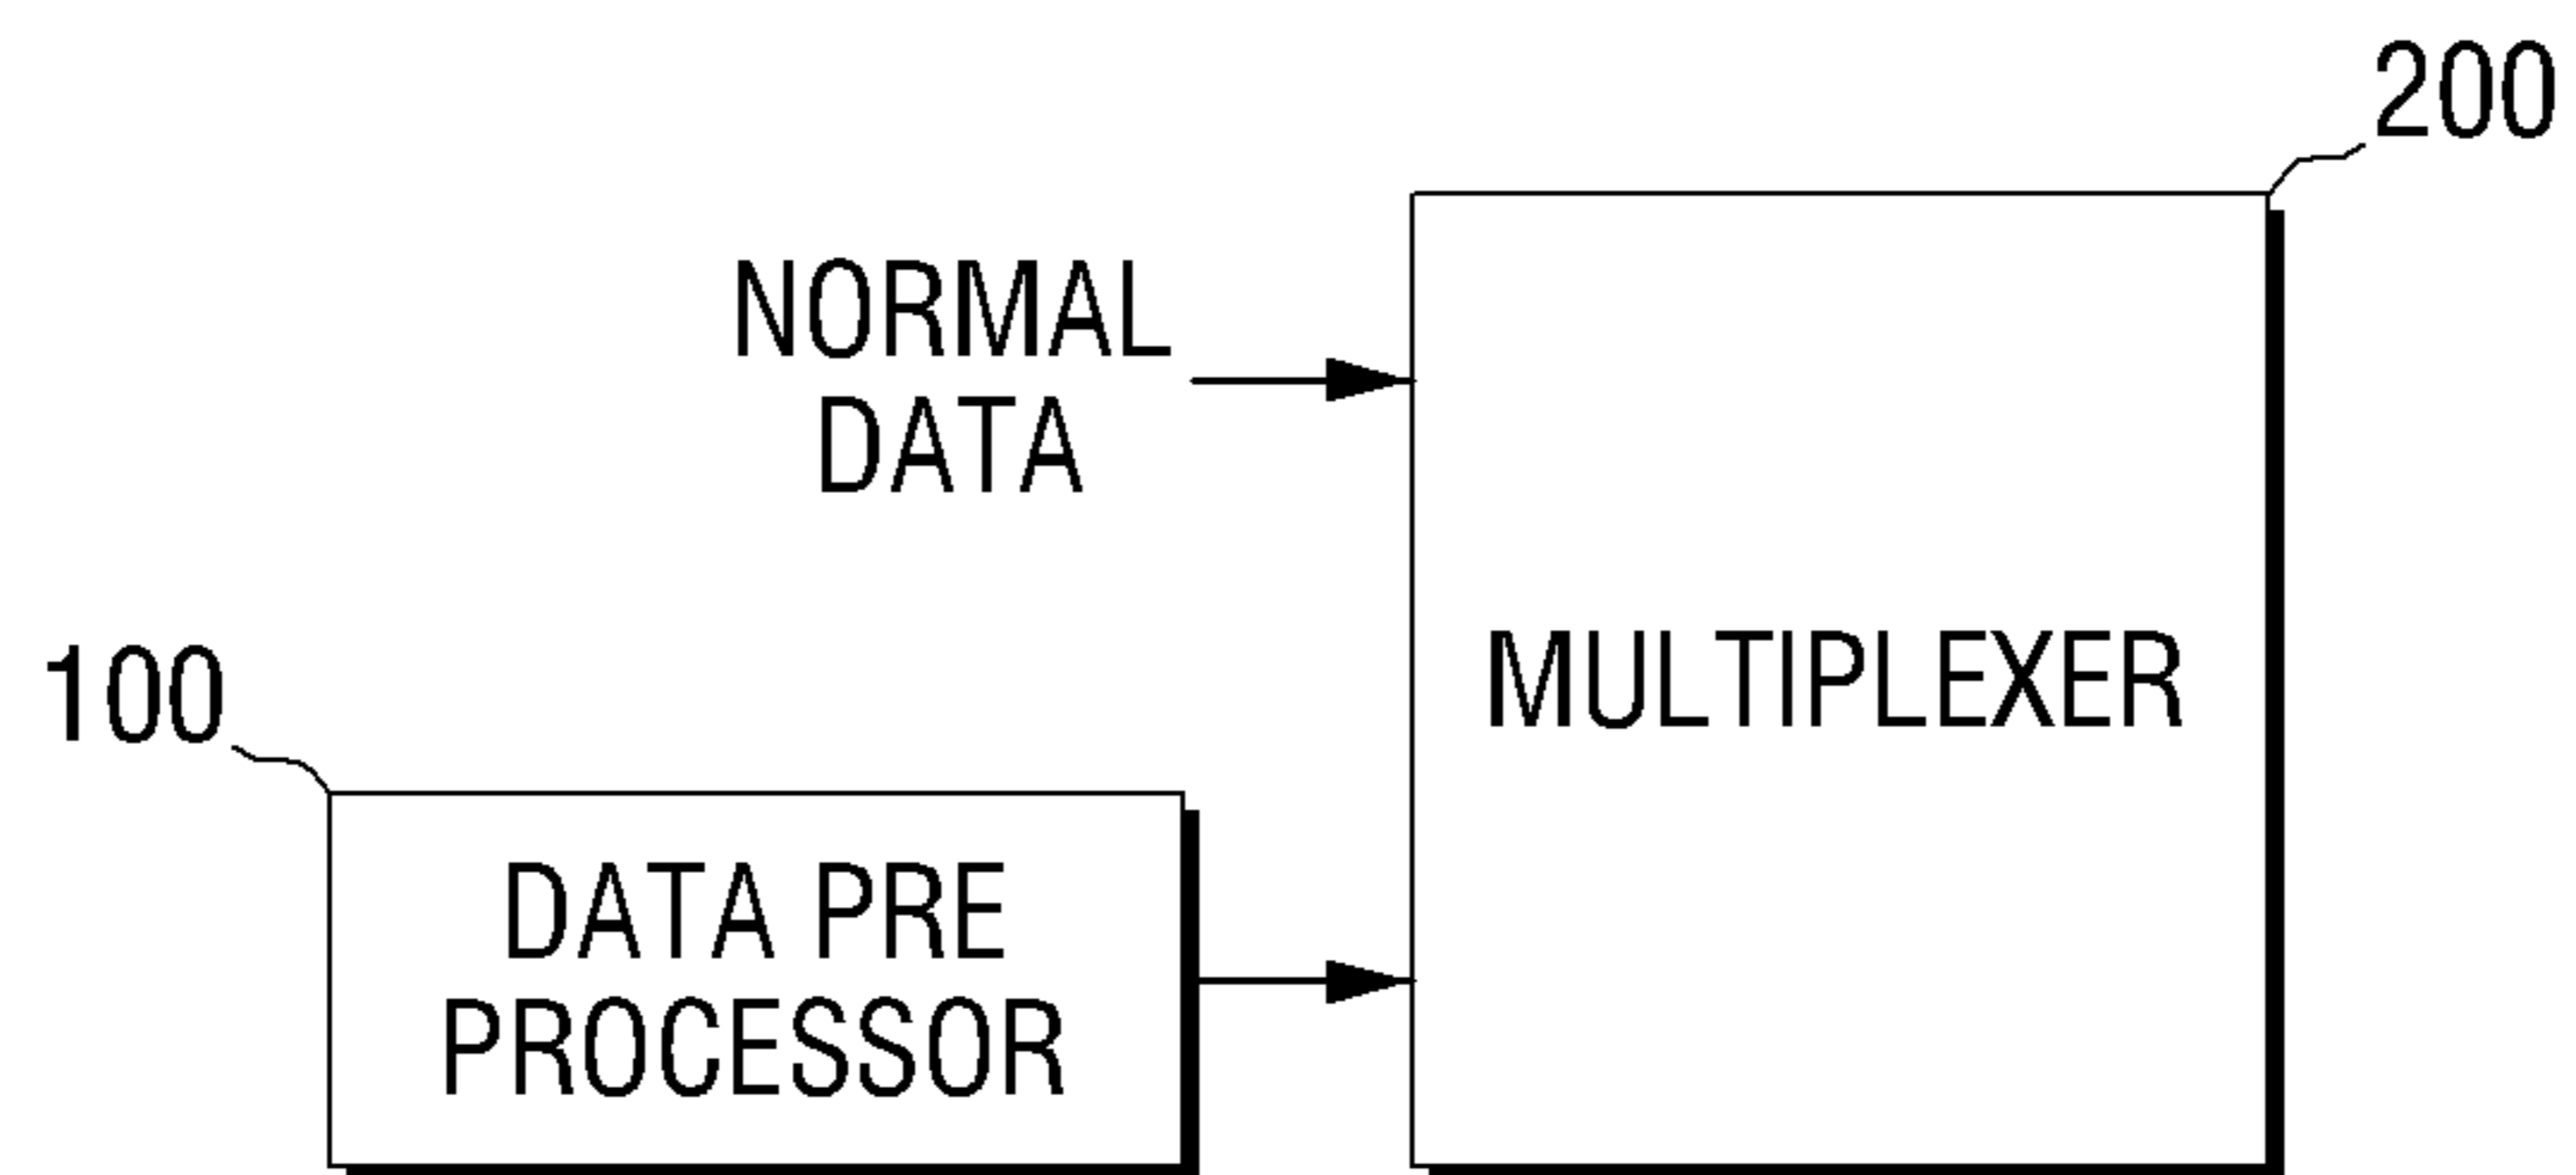 200
NORMAL
DATA
MULTIPLEXER
100
DATA PRE
PROCESSOR